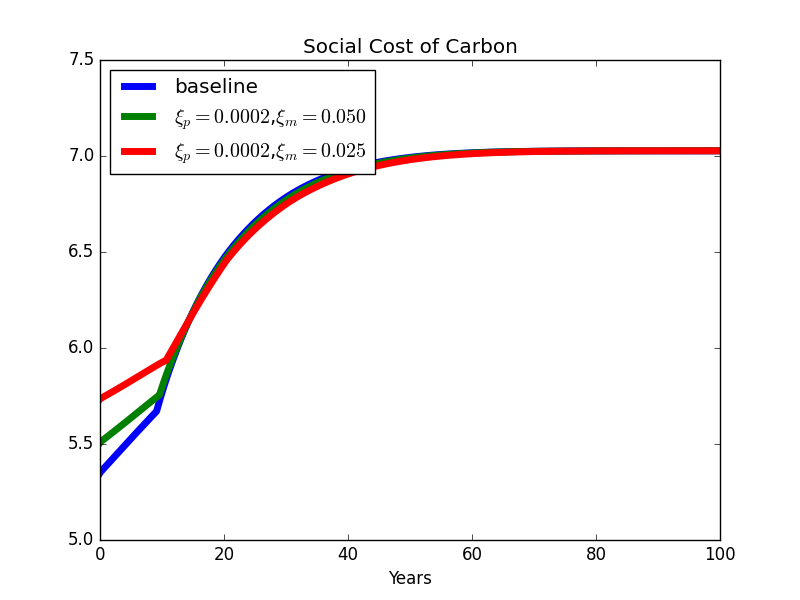 Social Cost of Carbon
7.5
baseline
ξₚ = 0.0002,ξₘ = 0.050
ξₚ = 0.0002,ξₘ = 0.025
7.0
6.5
6.0
5.5
5.0
0 20 40 60 80 100
Years